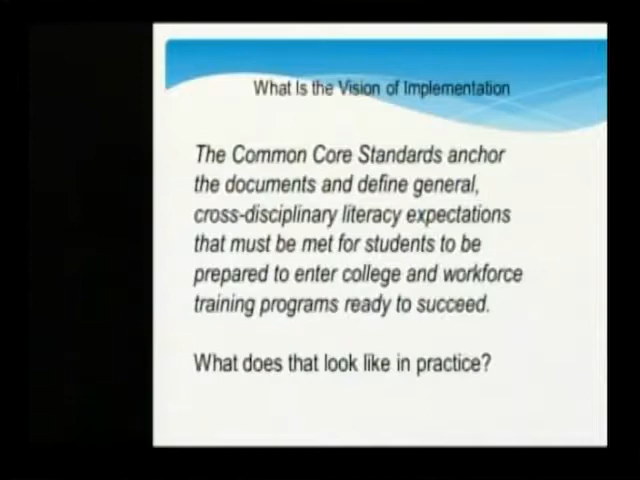 What Is the Vision of Implementation
The Common Core Standards anchor
the documents and define general,
cross-disciplinary literacy expectations
that must be met for students to be
prepared to enter college and workforce
training programs ready to succeed.
What does that look like in practice?